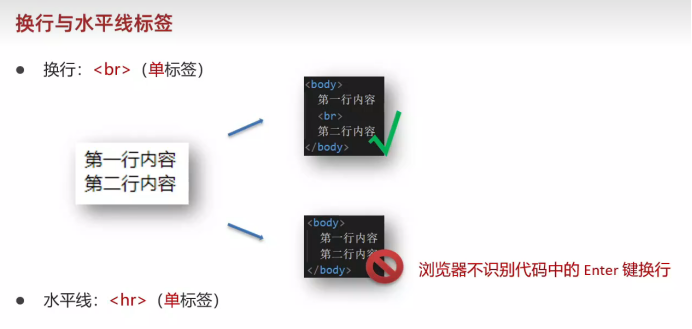 换行与水平线标签
● 换行：<br>（单标签）
第一行内容
第二行内容
<body>
第一行内容
<br>
第二行内容
</body>
<body>
第一行内容
第二行内容
</body>
浏览器不识别代码中的 Enter 键换行
● 水平线：<hr>（单标签）